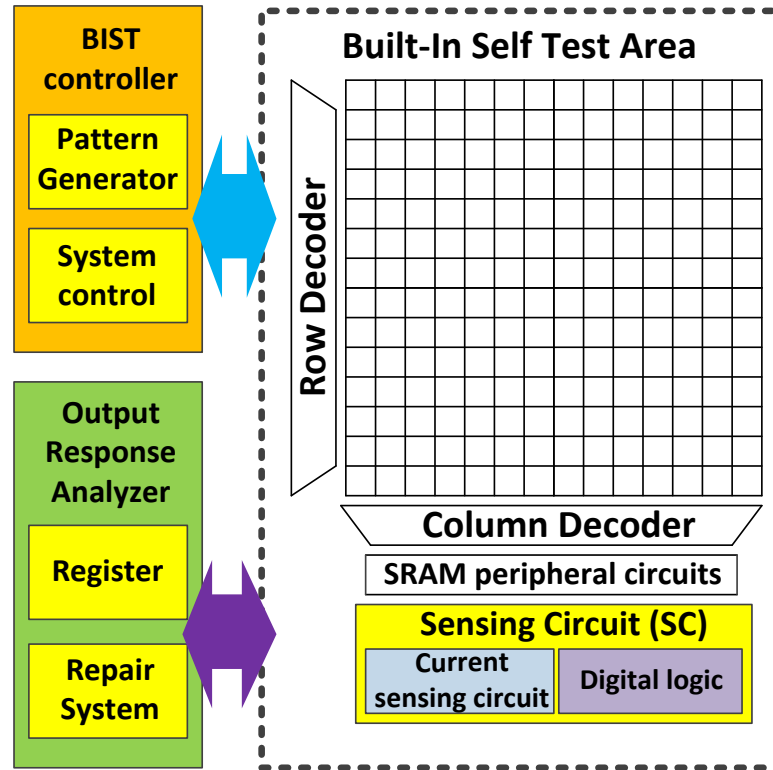 BIST
controller
Pattern
Generator
System
control
Output
Response
Analyzer
Register
Repair
System
Built-In Self Test Area
Row Decoder
Column Decoder
SRAM peripheral circuits
Sensing Circuit (SC)
Current
sensing circuit
Digital logic